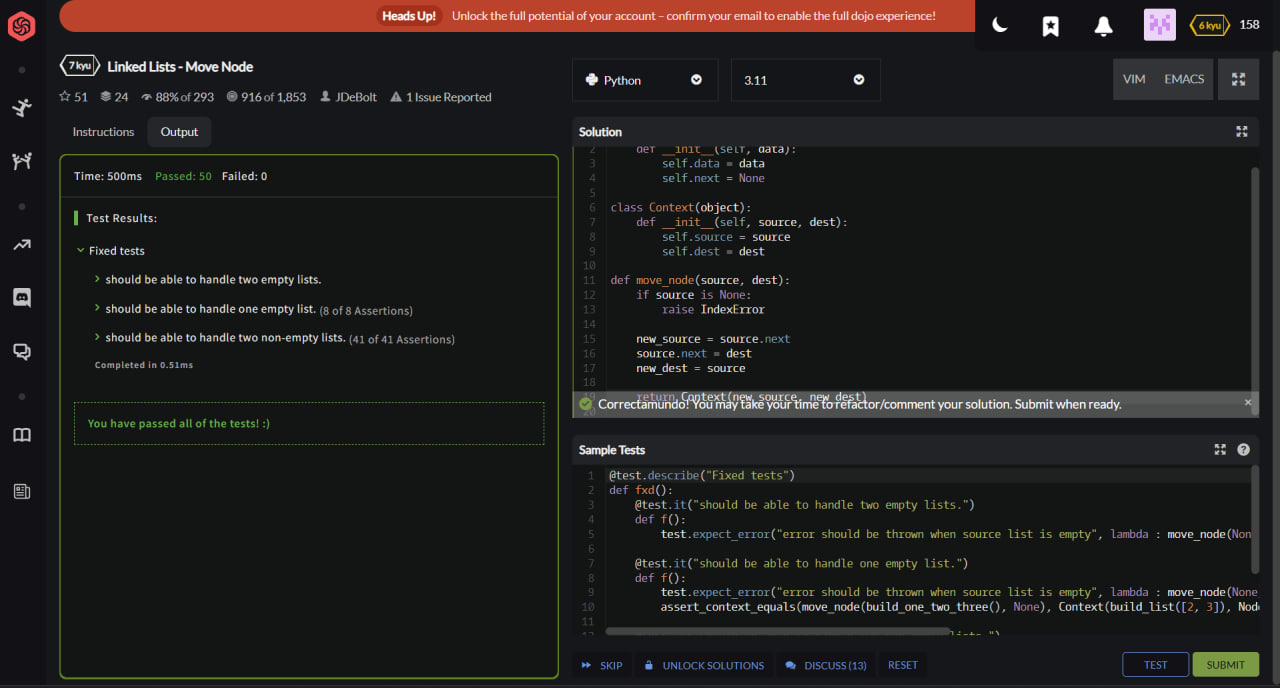 Heads Up! Unlock the full potential of your account – confirm your email to enable the full dojo experience!
6 kyu 158
7 kyu Linked Lists - Move Node
51 24 88% of 293 916 of 1,853 JDeBolt 1 Issue Reported
Python 3.11 VIM EMACS
Instructions Output
Time: 500ms Passed: 50 Failed: 0
Test Results:
Fixed tests
should be able to handle two empty lists.
should be able to handle one empty list. (8 of 8 Assertions)
should be able to handle two non-empty lists. (41 of 41 Assertions)
Completed in 0.51ms
You have passed all of the tests! :)
Solution
2 def __init__(self, data):
3 self.data = data
4 self.next = None
5
6 class Context(object):
7 def __init__(self, source, dest):
8 self.source = source
9 self.dest = dest
10
11 def move_node(source, dest):
12 if source is None:
13 raise IndexError
14
15 new_source = source.next
16 source.next = dest
17 new_dest = source
18
19 return Context(new_source, new_dest)
20
Correctamundo! You may take your time to refactor/comment your solution. Submit when ready. ×
Sample Tests
1 @test.describe("Fixed tests")
2 def fxd():
3 @test.it("should be able to handle two empty lists.")
4 def f():
5 test.expect_error("error should be thrown when source list is empty", lambda : move_node(Non
6
7 @test.it("should be able to handle one empty list.")
8 def f():
9 test.expect_error("error should be thrown when source list is empty", lambda : move_node(None
10 assert_context_equals(move_node(build_one_two_three(), None), Context(build_list([2, 3]), Node
11
12 lists.")
SKIP UNLOCK SOLUTIONS DISCUSS (13) RESET TEST SUBMIT